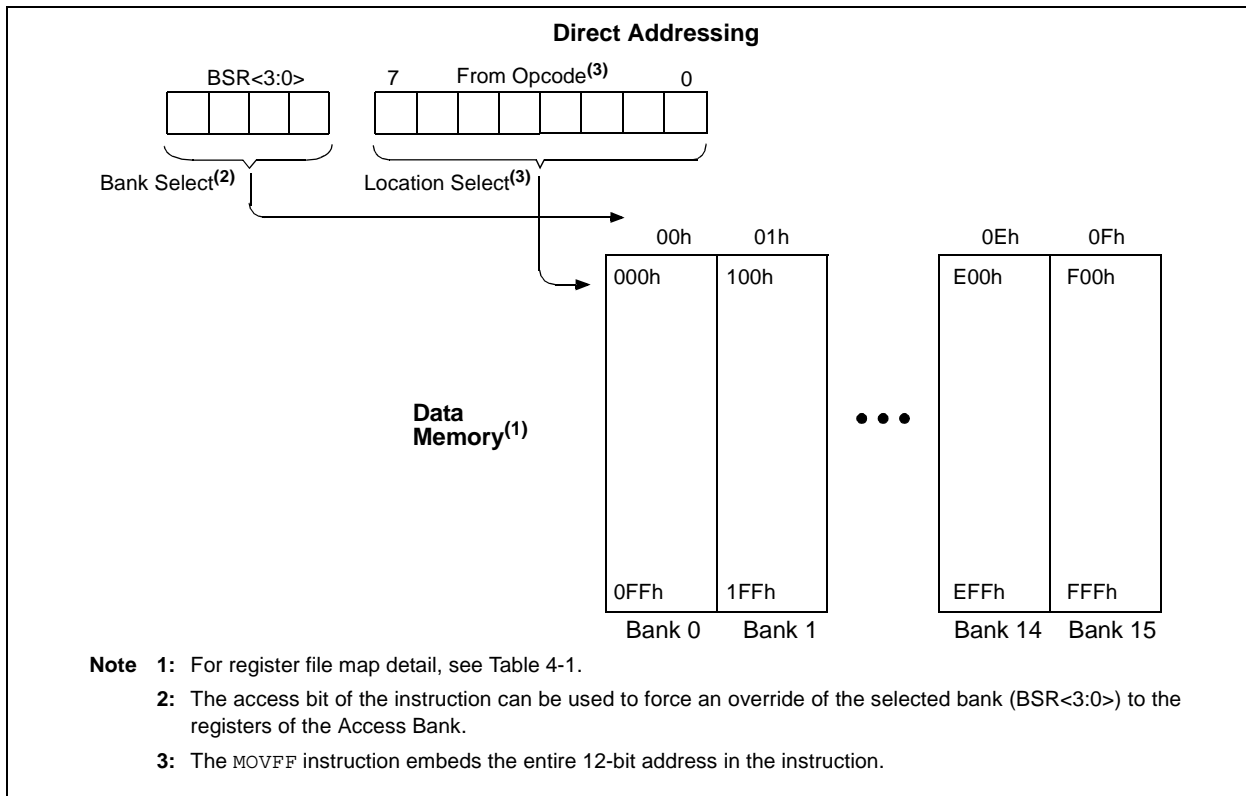 Direct Addressing
BSR<3:0>
7 From Opcode(3) 0
Bank Select(2)
Location Select(3)
00h 01h 0Eh 0Fh
000h 100h E00h F00h
Data
Memory(1)
0FFh 1FFh EFFh FFFh
Bank 0 Bank 1 Bank 14 Bank 15
Note 1: For register file map detail, see Table 4-1.
2: The access bit of the instruction can be used to force an override of the selected bank (BSR<3:0>) to the
registers of the Access Bank.
3: The MOVFF instruction embeds the entire 12-bit address in the instruction.